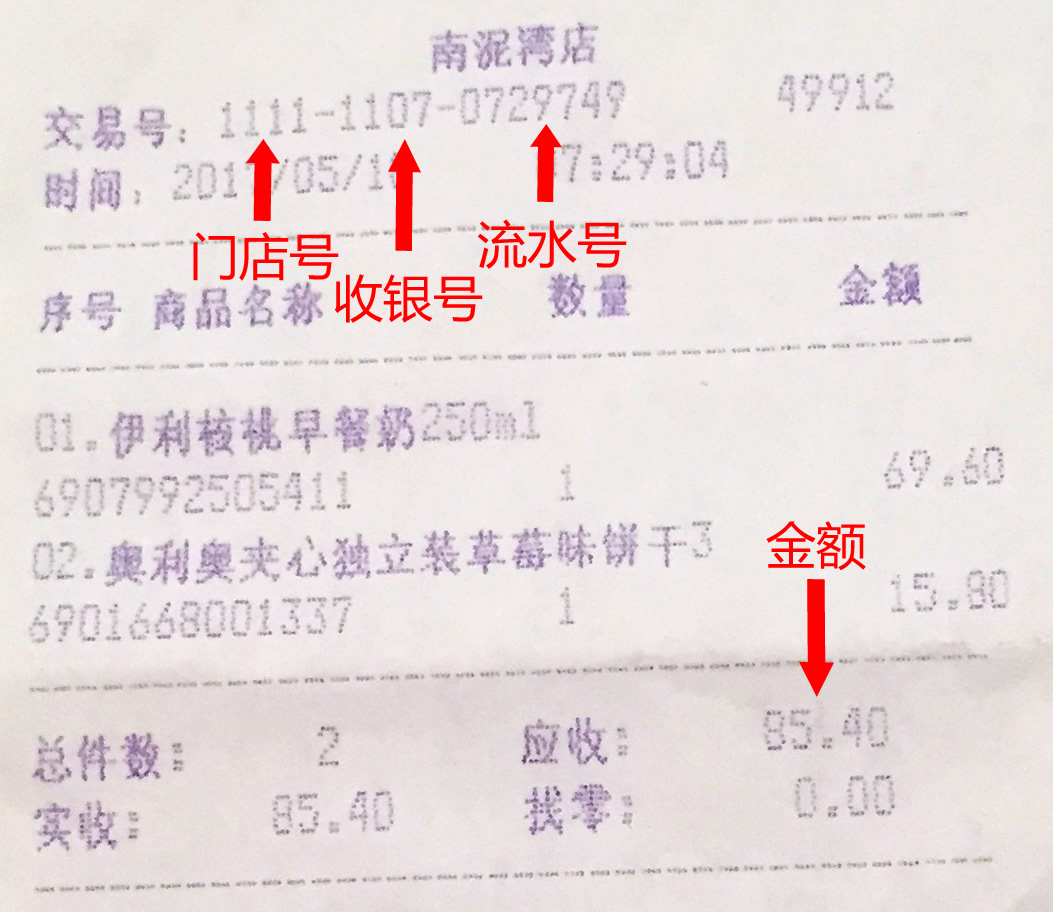 南泥湾店
交易号: 1111-1107-0729749 49912
时间: 2017/05/1 7:29:04
门店号 收银号 流水号
序号 商品名称 数量 金额
01.伊利核桃早餐奶250ml
6907992505411 1 69.60
02.奥利奥夹心独立装草莓味饼干3
6901668001337 1 15.80
金额
总件数: 2 应收: 85.40
实收: 85.40 找零: 0.00